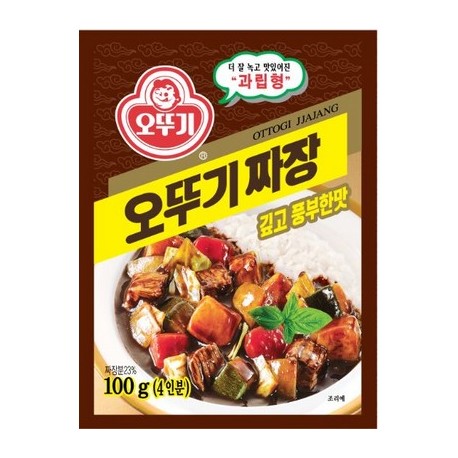 더 잘 녹고 맛있어진
"과립형"
오뚜기
®
OTTOGI JJAJANG
오뚜기 짜장
깊고 풍부한맛
짜장분23%
100g (4인분)
조리예